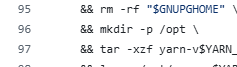 95 && rm -rf "$GNUPGHOME" \
96 && mkdir -p /opt \
97 && tar -xzf yarn-v$YARN_